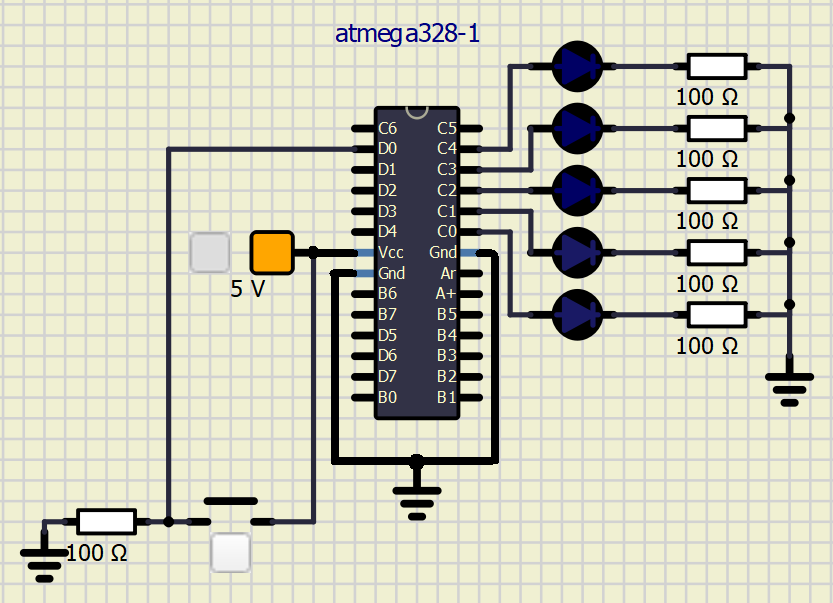 atmega328-1
100 Ω
C6 C5
D0 C4
D1 C3
100 Ω
D2 C2
D3 C1
100 Ω
D4 C0
Vcc Gnd
Gnd Ar
100 Ω
5 V
B6 A+
B7 B5
D5 B4
100 Ω
D6 B3
D7 B2
B0 B1
100 Ω